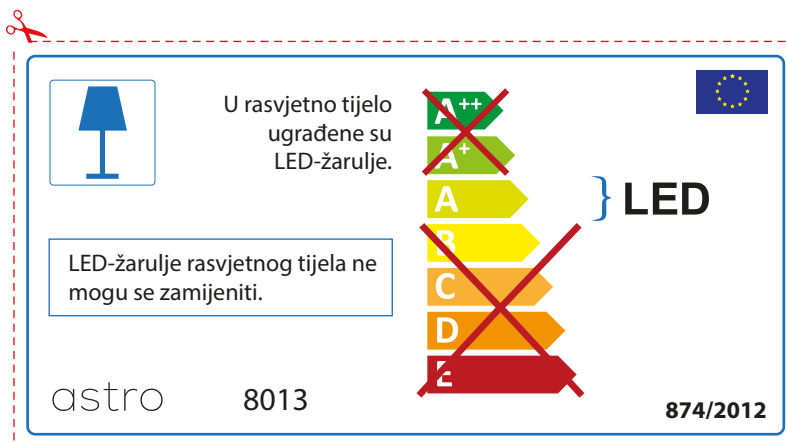 U rasvjetno tijelo
ugrađene su
LED-žarulje.
LED-žarulje rasvjetnog tijela ne
mogu se zamijeniti.
A++
A+
A
B
C
D
E
LED
astro
8013
874/2012